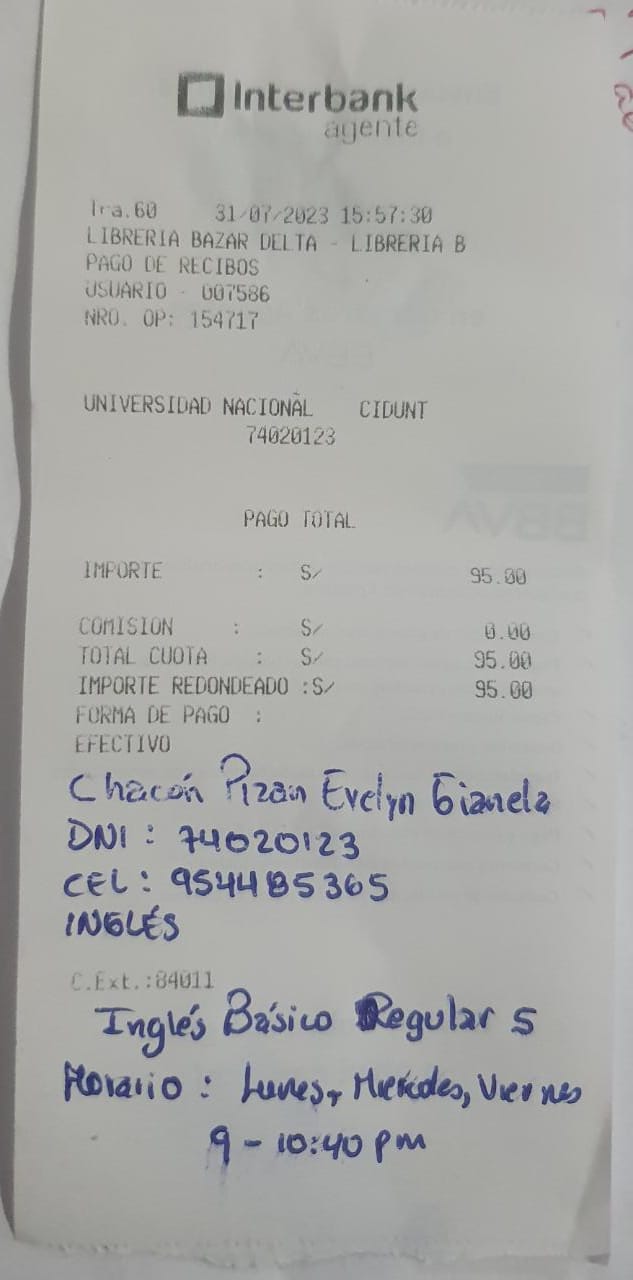 Interbank
agente
Tra.60 31/07/2023 15:57:30
LIBRERIA BAZAR DELTA - LIBRERIA B
PAGO DE RECIBOS
USUARIO - 007586
NRO. OP: 154717
UNIVERSIDAD NACIONAL CIDUNT
74020123
PAGO TOTAL
IMPORTE : S/ 95.00
COMISION : S/ 0.00
TOTAL CUOTA : S/ 95.00
IMPORTE REDONDEADO :S/ 95.00
FORMA DE PAGO :
EFECTIVO
Chacón Pizan Evelyn Gianela
DNI : 74020123
CEL : 954485365
INGLÉS
C.Ext.:84011
Inglés Básico Regular 5
Horario : Lunes, Miércoles, Viernes
9 - 10:40 pm